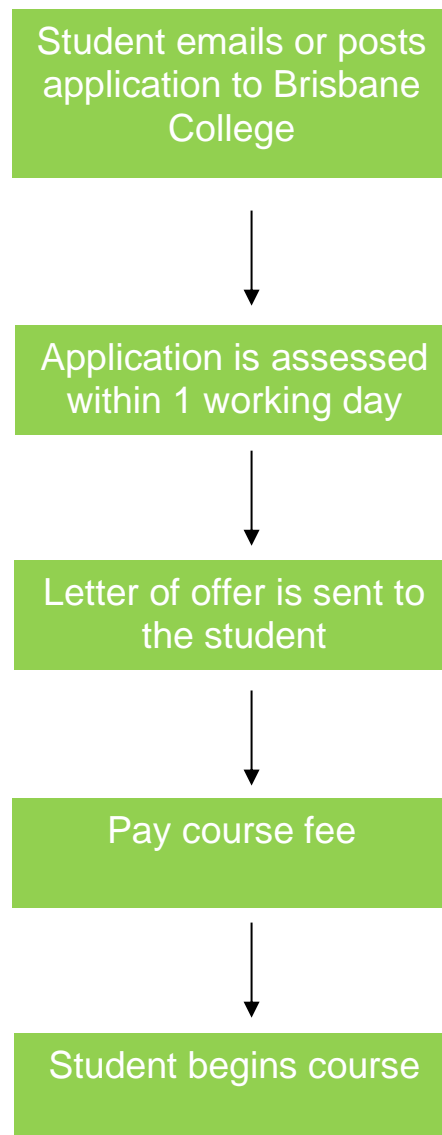 Student emails or posts
application to Brisbane
College
Application is assessed
within 1 working day
Letter of offer is sent to
the student
Pay course fee
Student begins course